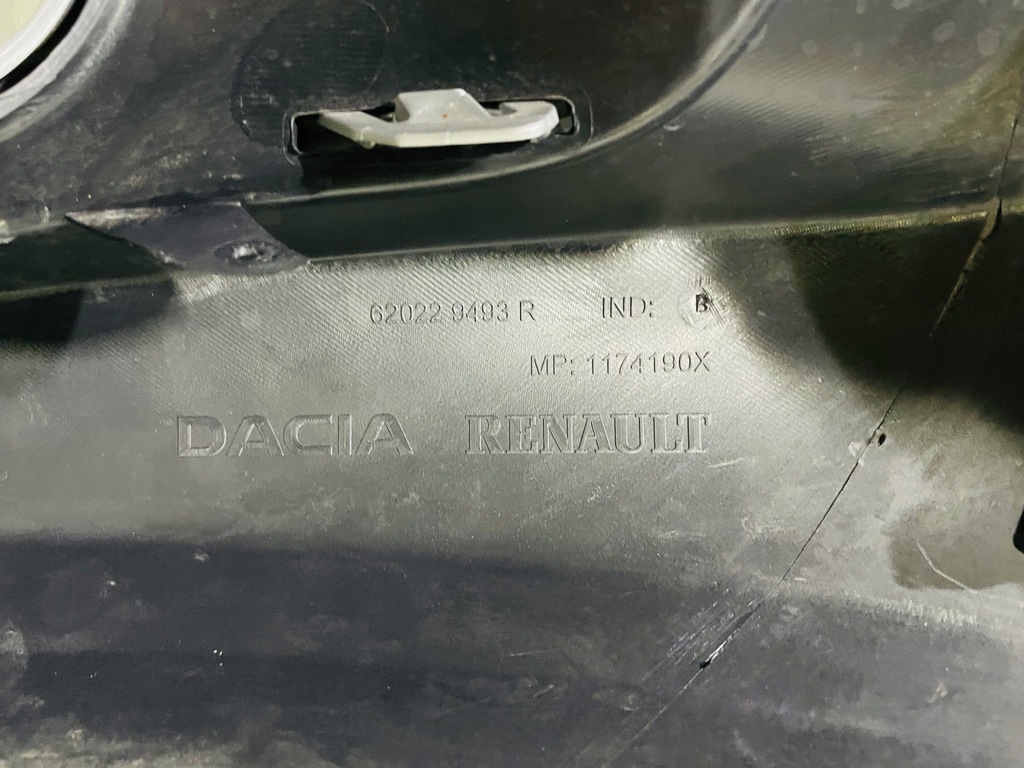 62022 9493 R IND: B
MP: 1174190X
DACIA RENAULT